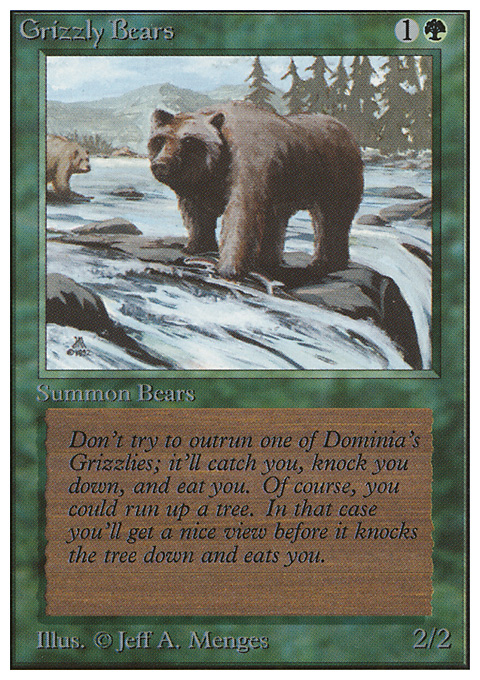 Grizzly Bears 1
Summon Bears
Don't try to outrun one of Dominia's
Grizzlies; it'll catch you, knock you
down, and eat you. Of course, you
could run up a tree. In that case
you'll get a nice view before it knocks
the tree down and eats you.
Illus. © Jeff A. Menges 2/2